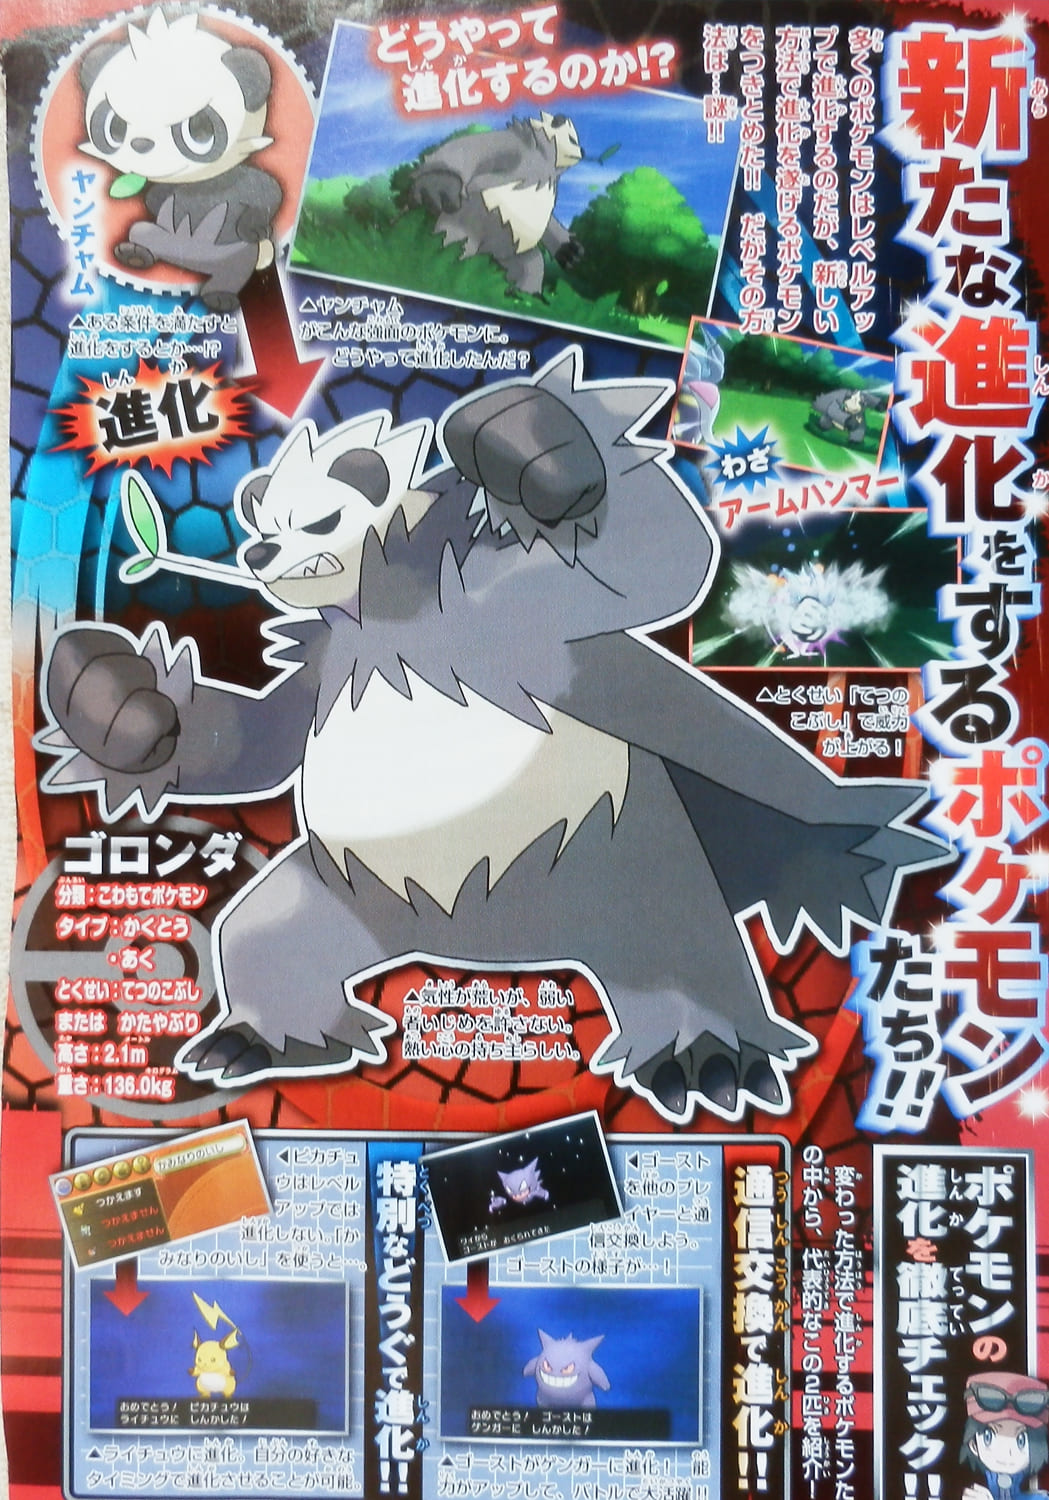 新たな進化をするポケモンたち!!
多くのポケモンはレベルアッ
プで進化するのだが、新しい
方法で進化を遂げるポケモン
をつきとめた!! だがその方
法は…謎!!
どうやって
進化するのか!?
ヤンチャム
▲ある条件を満たすと
進化をするとか…!?
▲ヤンチャム
がこんな強面のポケモンに。
どうやって進化したんだ?
進化
わざ
アームハンマー
▲とくせい「てつの
こぶし」で威力
が上がる!
ゴロンダ
分類:こわもてポケモン
タイプ:かくとう
・あく
とくせい:てつのこぶし
または かたやぶり
高さ:2.1m
重さ:136.0kg
▲気性が荒いが、弱い
者いじめを許さない。
熱い心の持ち主らしい。
ポケモンの
進化を徹底チェック!!
変わった方法で進化するポケモンた
の中から、代表的なこの2匹を紹介!
通信交換で進化!!
◀ゴースト
を他のプレ
イヤーと通
信交換しよう。
ゴーストの様子が…!
ゴーストが おくられてきた
おめでとう! ゴーストは
ゲンガーに しんかした!
▲ゴーストがゲンガーに進化! 能
力がアップして、バトルで大活躍!!
特別などうぐで進化!!
◀ピカチュ
ウはレベル
アップでは
進化しない。「か
みなりのいし」を使うと…。
かみなりのいし
つかえます
つかえません
つかえません
おめでとう! ピカチュウは
ライチュウに しんかした!
▲ライチュウに進化。自分の好きな
タイミングで進化させることが可能。